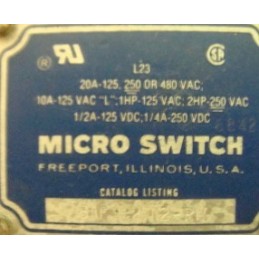 L23
20A-125, 250 OR 480 VAC;
10A-125 VAC "L"; 1HP-125 VAC; 2HP-250 VAC
1/2A-125 VDC; 1/4A-250 VDC
MICRO SWITCH
FREEPORT, ILLINOIS, U.S.A.
CATALOG LISTING